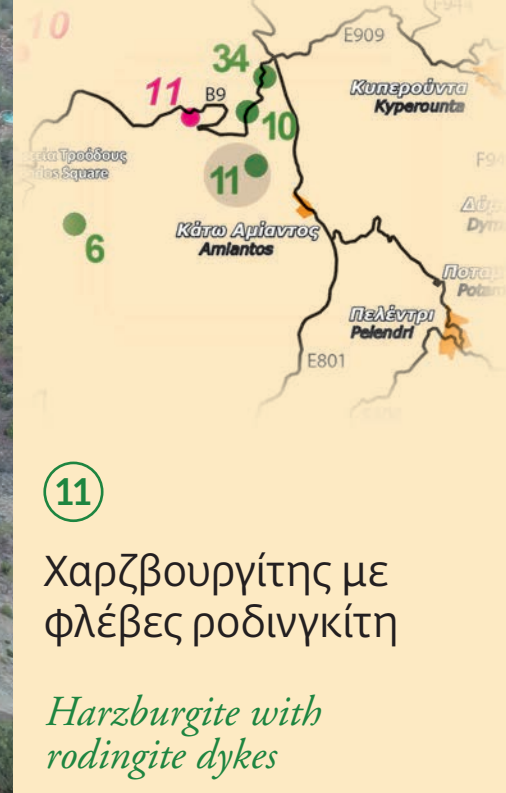 10
E909
34
Κυπερούντα
Kyperounta
11
B9
10
11
Κάτω Αμίαντος
Amiantos
6
Πελέντρι
Pelendri
E801
11
Χαρζβουργίτης με
φλέβες ροδινγκίτη
Harzburgite with
rodingite dykes